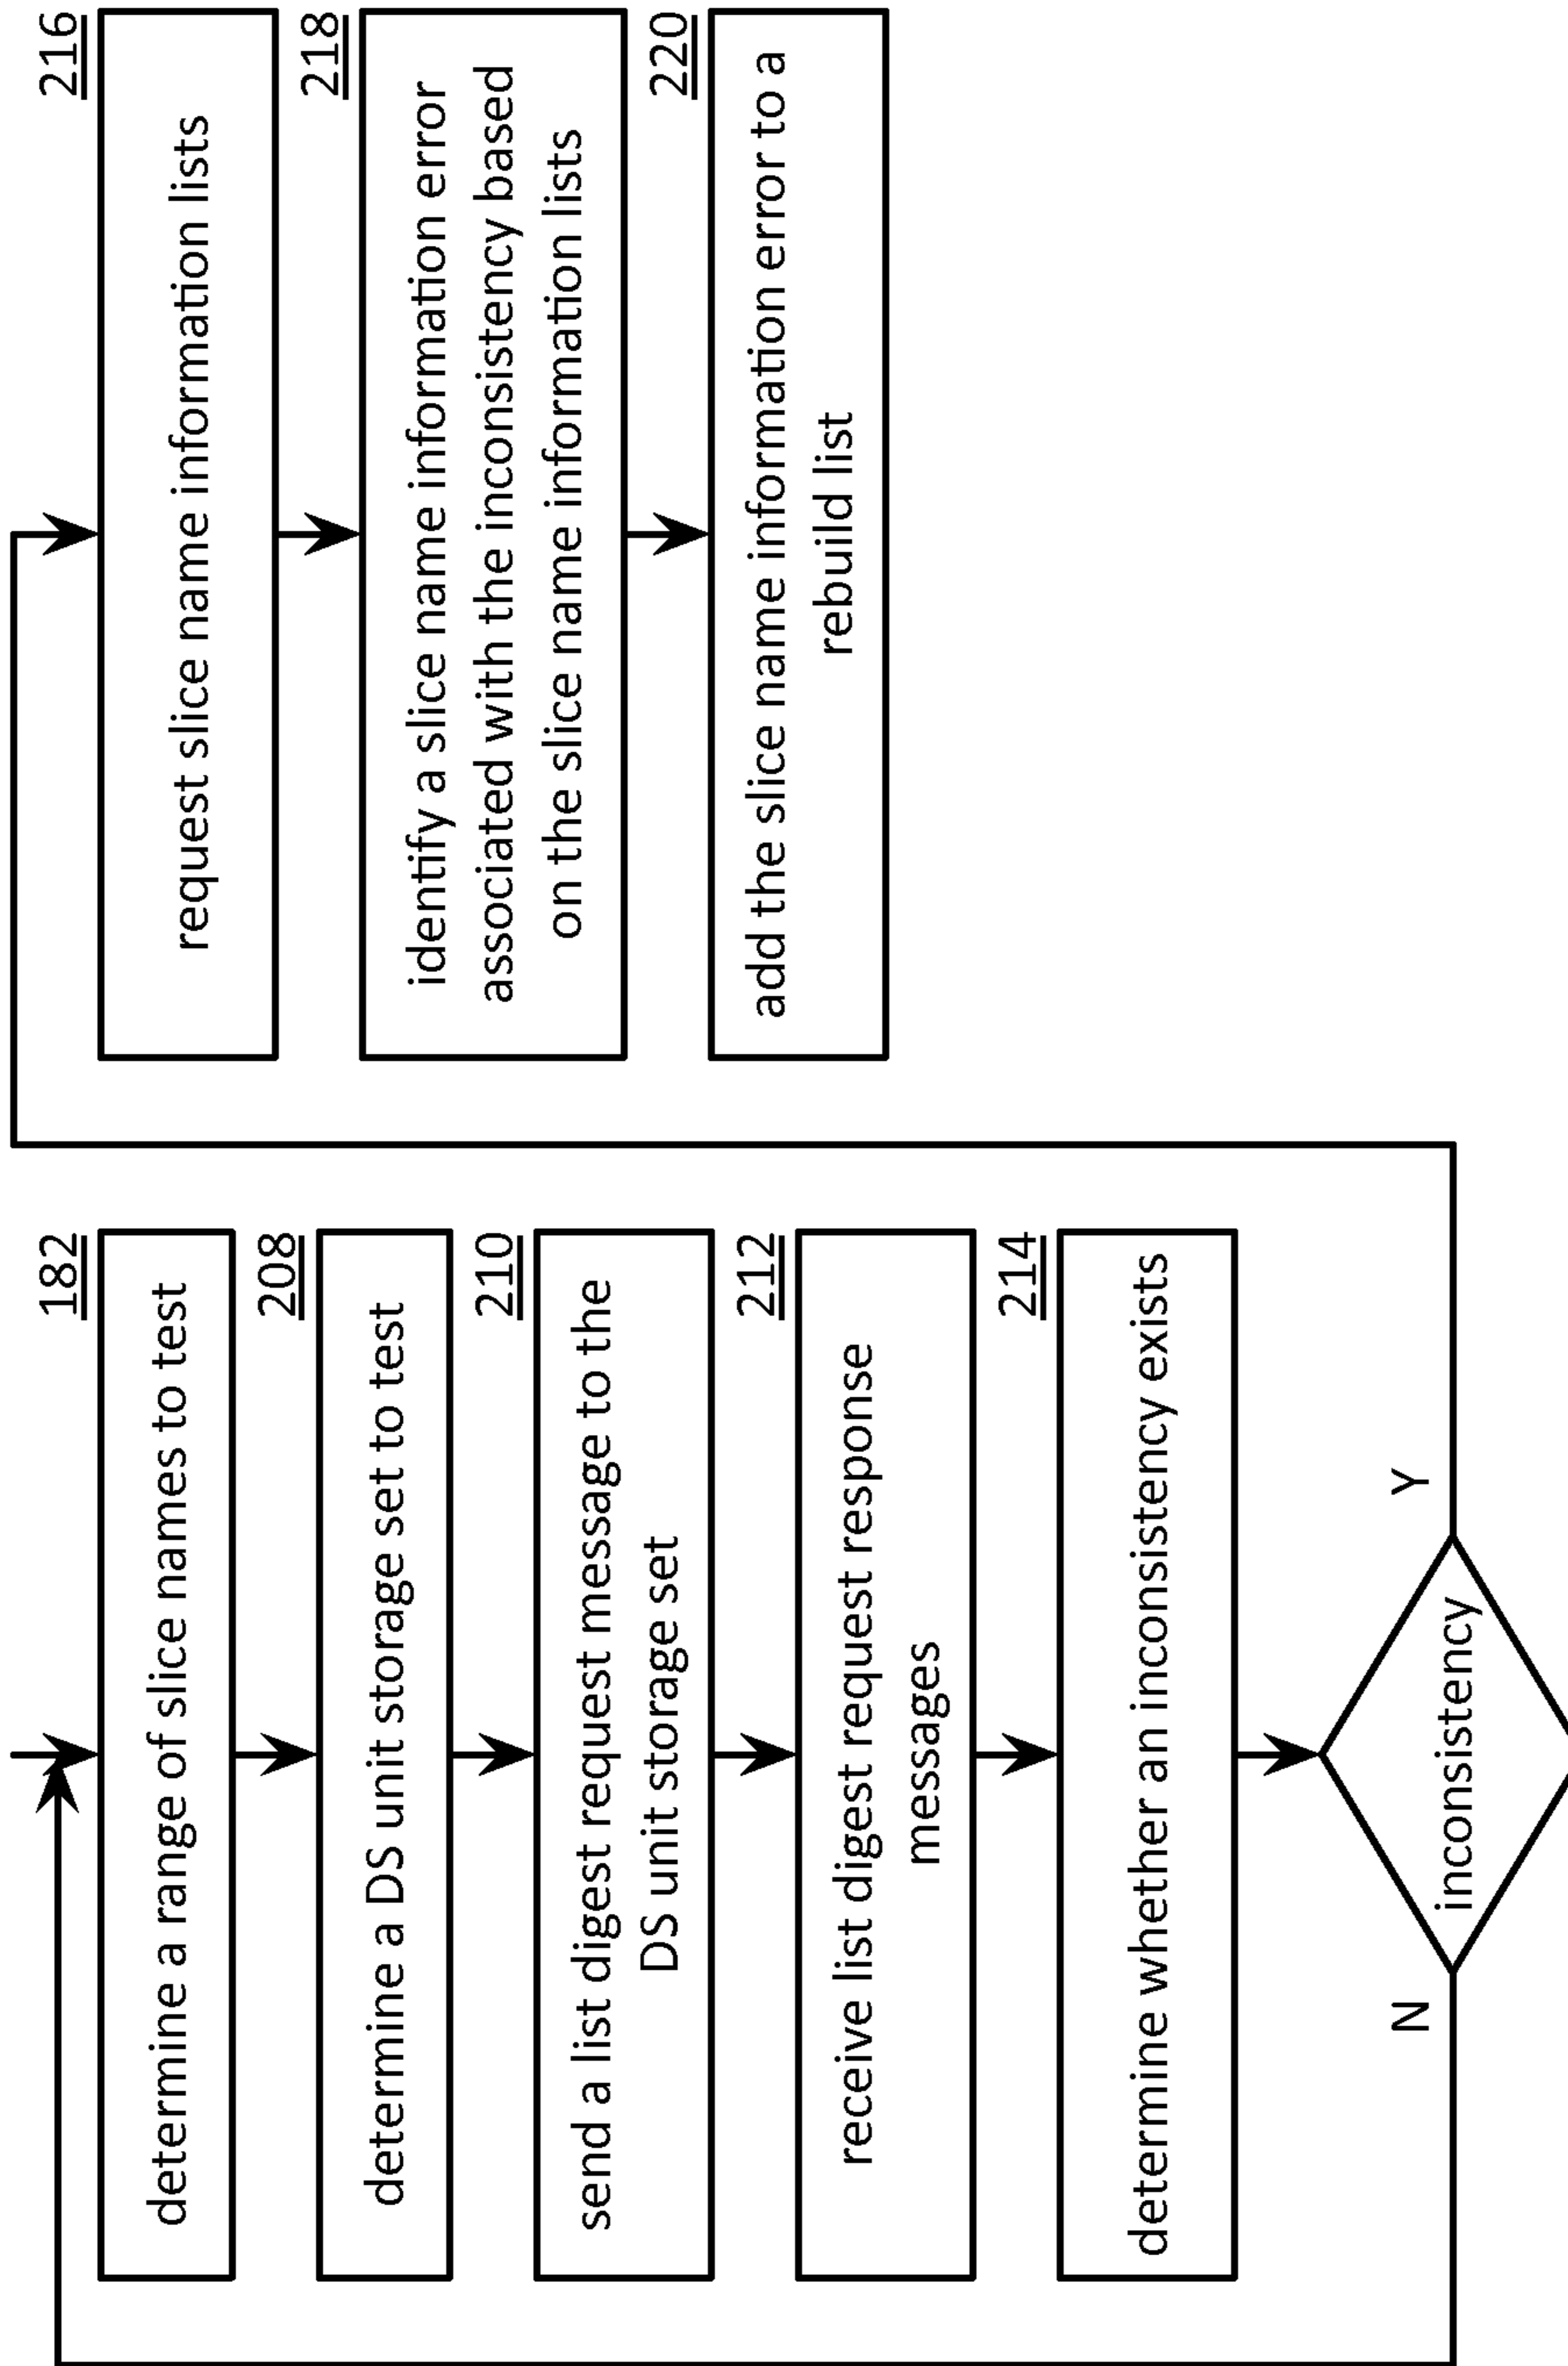 182
determine a range of slice names to test
208
determine a DS unit storage set to test
210
send a list digest request message to the
DS unit storage set
212
receive list digest request response
messages
214
determine whether an inconsistency exists
N
inconsistency
Y
216
request slice name information lists
218
identify a slice name information error
associated with the inconsistency based
on the slice name information lists
220
add the slice name information error to a
rebuild list